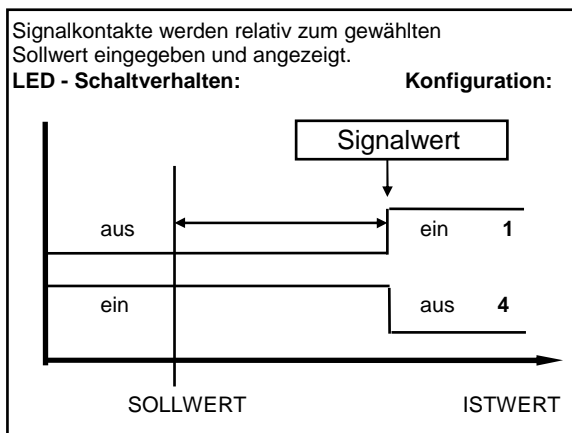 Signalkontakte werden relativ zum gewählten
Sollwert eingegeben und angezeigt.
LED - Schaltverhalten: Konfiguration:
Signalwert
aus ein 1
ein aus 4
SOLLWERT ISTWERT